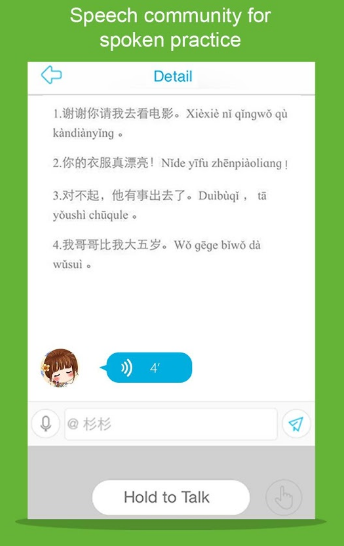 Speech community for
spoken practice
Detail
1.谢谢你请我去看电影。Xièxiè nǐ qǐngwǒ qù
kàndiànyǐng 。
2.你的衣服真漂亮！Nǐde yīfu zhēnpiàoliang！
3.对不起，他有事出去了。Duìbùqǐ ， tā
yǒushì chūqule 。
4.我哥哥比我大五岁。Wǒ gēge bǐwǒ dà
wǔsuì 。
4'
@ 杉杉
Hold to Talk